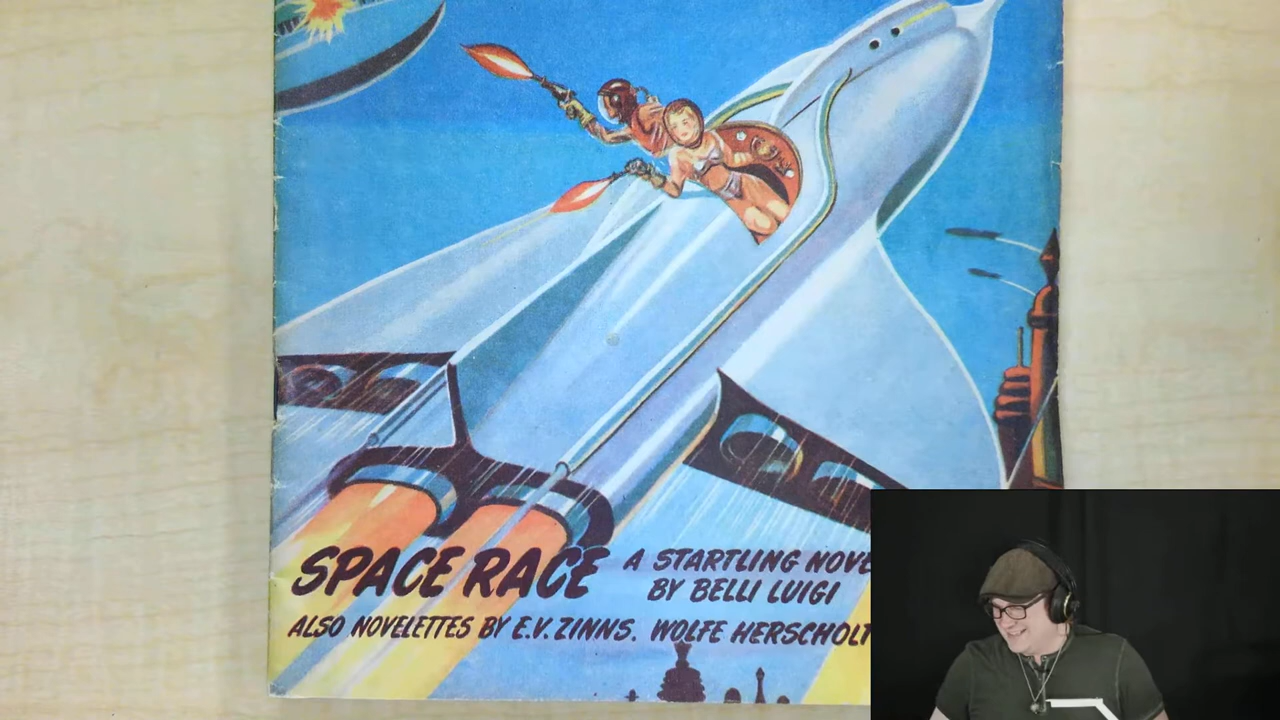 SPACE RACE
A STARTLING NOVE
BY BELLI LUIGI
ALSO NOVELETTES BY E.V. ZINNS. WOLFE HERSCHOLT